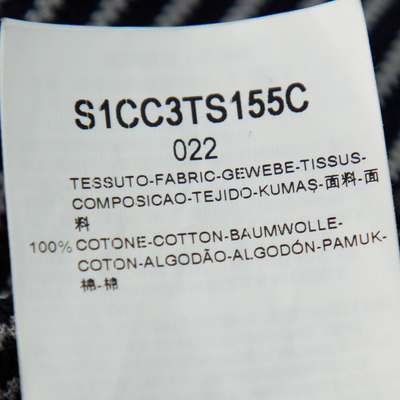 S1CC3TS155C
022
TESSUTO-FABRIC-GEWEBE-TISSUS-
COMPOSICAO-TEJIDO-KUMAŞ-面料-面
料
100% COTONE-COTTON-BAUMWOLLE-
COTON-ALGODÃO-ALGODÓN-PAMUK-
棉-棉